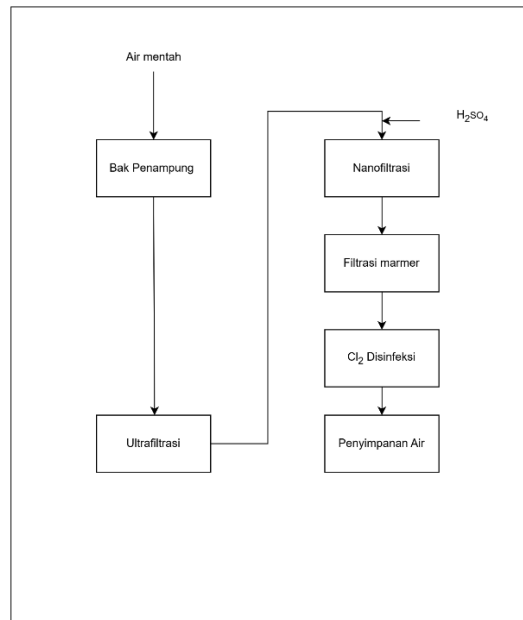 Air mentah
Bak Penampung
Ultrafiltrasi
H₂SO₄
Nanofiltrasi
Filtrasi marmer
Cl₂ Disinfeksi
Penyimpanan Air